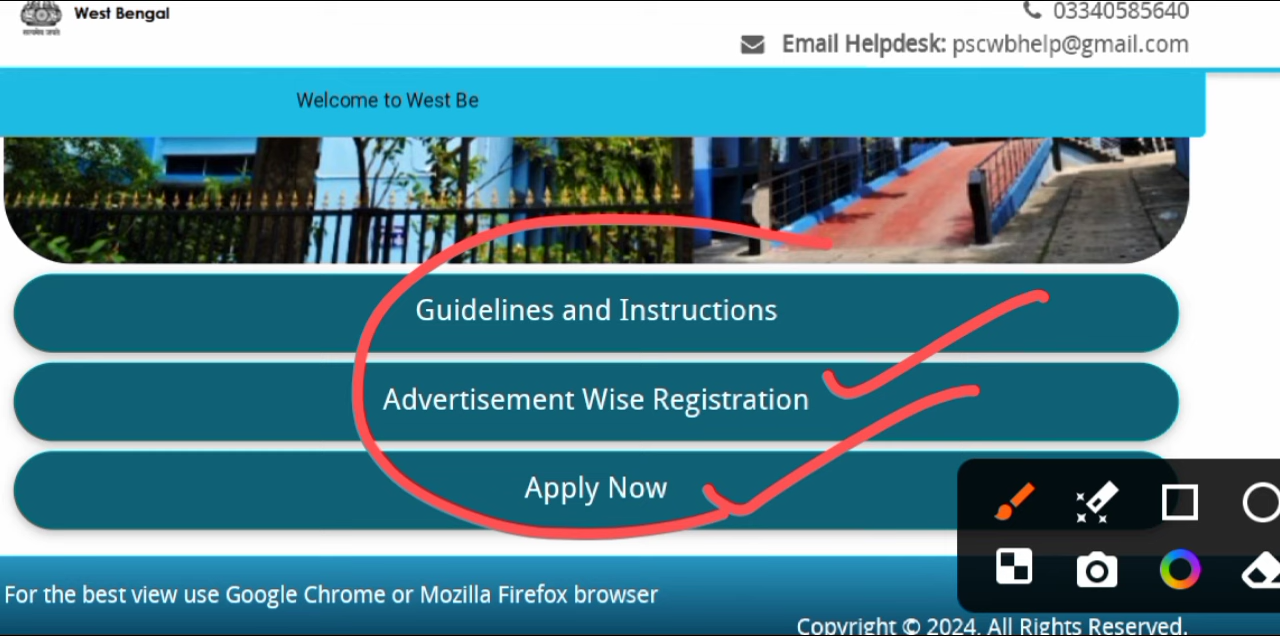 West Bengal
03340585640
Email Helpdesk: pscwbhelp@gmail.com
Welcome to West Be
Guidelines and Instructions
Advertisement Wise Registration
Apply Now
For the best view use Google Chrome or Mozilla Firefox browser
Copyright © 2024. All Rights Reserved.